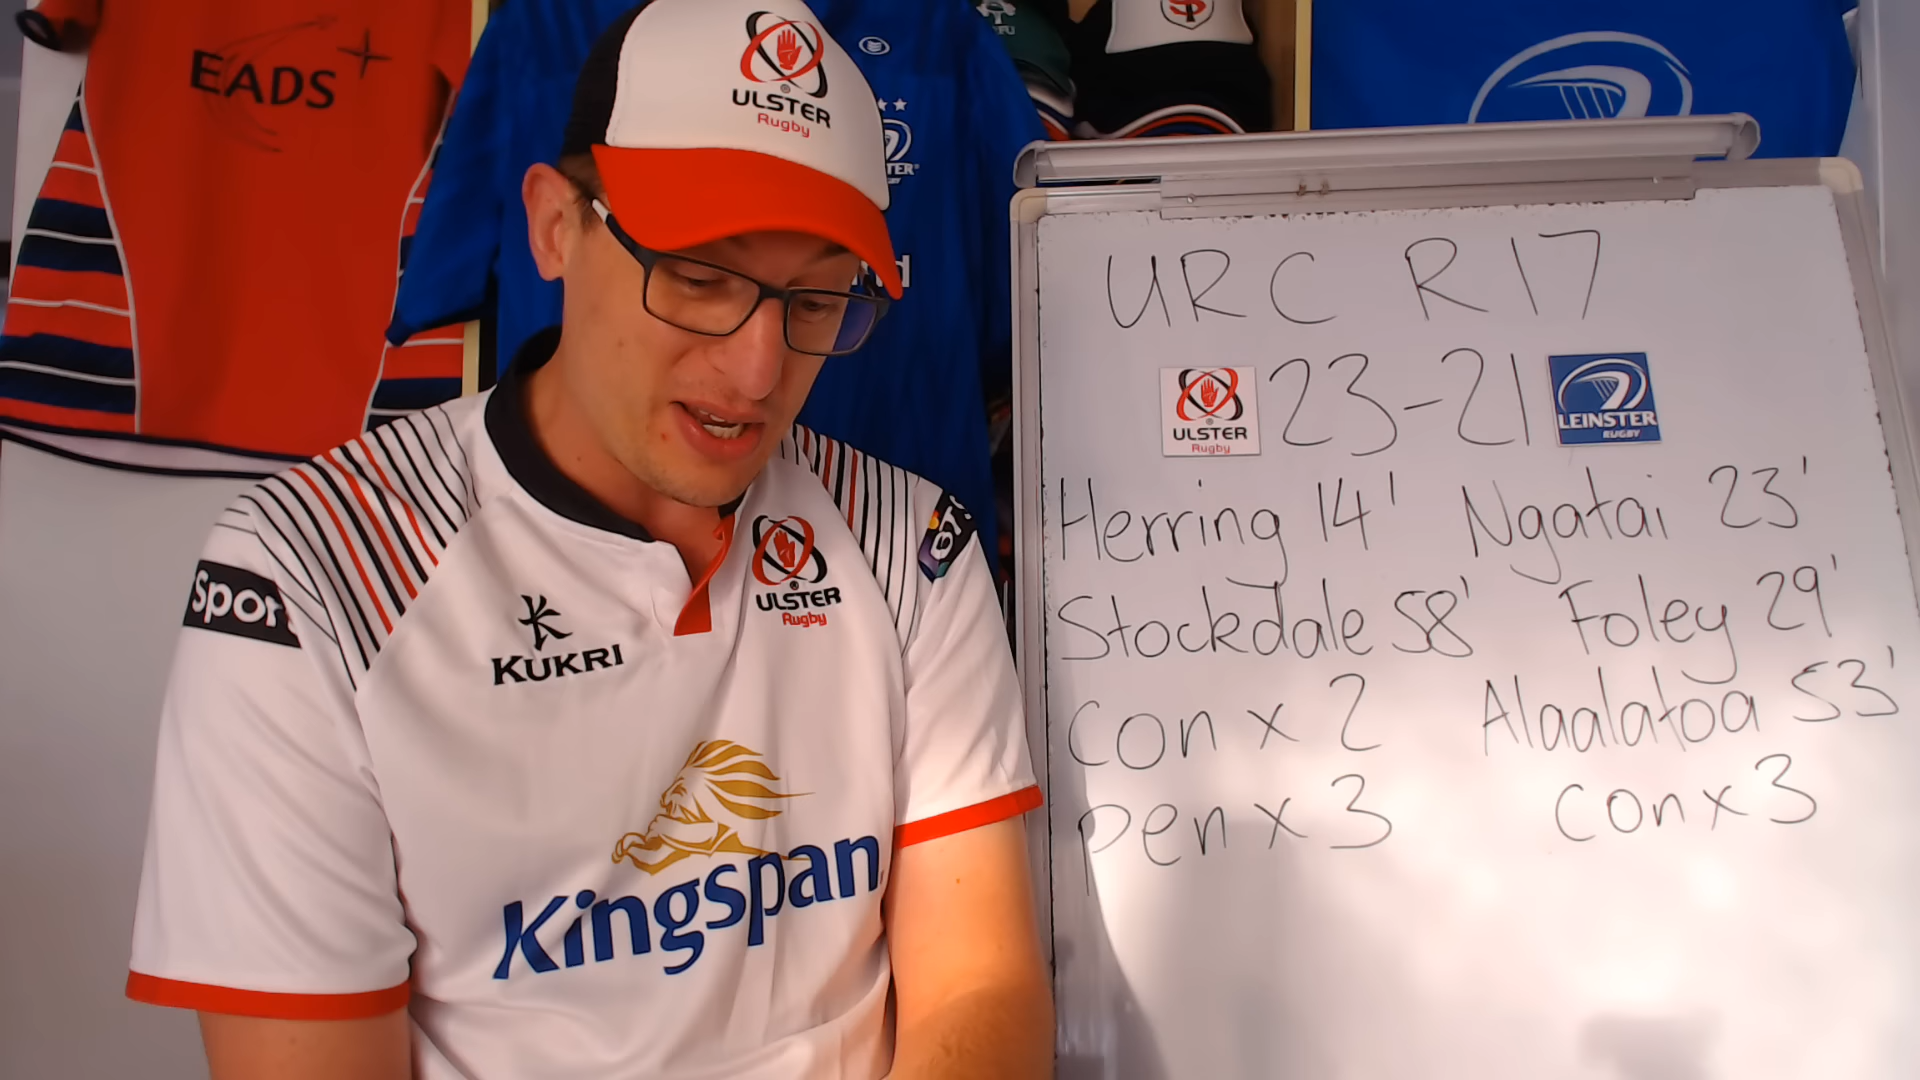 EADS
ULSTER
Rugby
URC R17
ULSTER
Rugby
23-21
LEINSTER
RUGBY
Herring 14' Ngatai 23'
Stockdale 58' Foley 29'
con x 2 Alaalatoa 53'
pen x 3 con x 3
Sport
KUKRI
ULSTER
Rugby
Kingspan